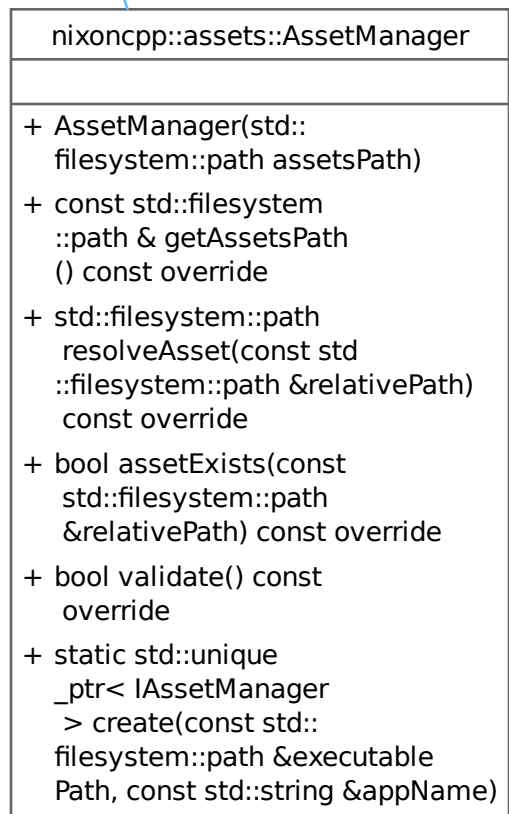 nixoncpp::assets::AssetManager
+ AssetManager(std::
filesystem::path assetsPath)
+ const std::filesystem
::path & getAssetsPath
() const override
+ std::filesystem::path
resolveAsset(const std
::filesystem::path &relativePath)
const override
+ bool assetExists(const
std::filesystem::path
&relativePath) const override
+ bool validate() const
override
+ static std::unique
_ptr< IAssetManager
> create(const std::
filesystem::path &executable
Path, const std::string &appName)